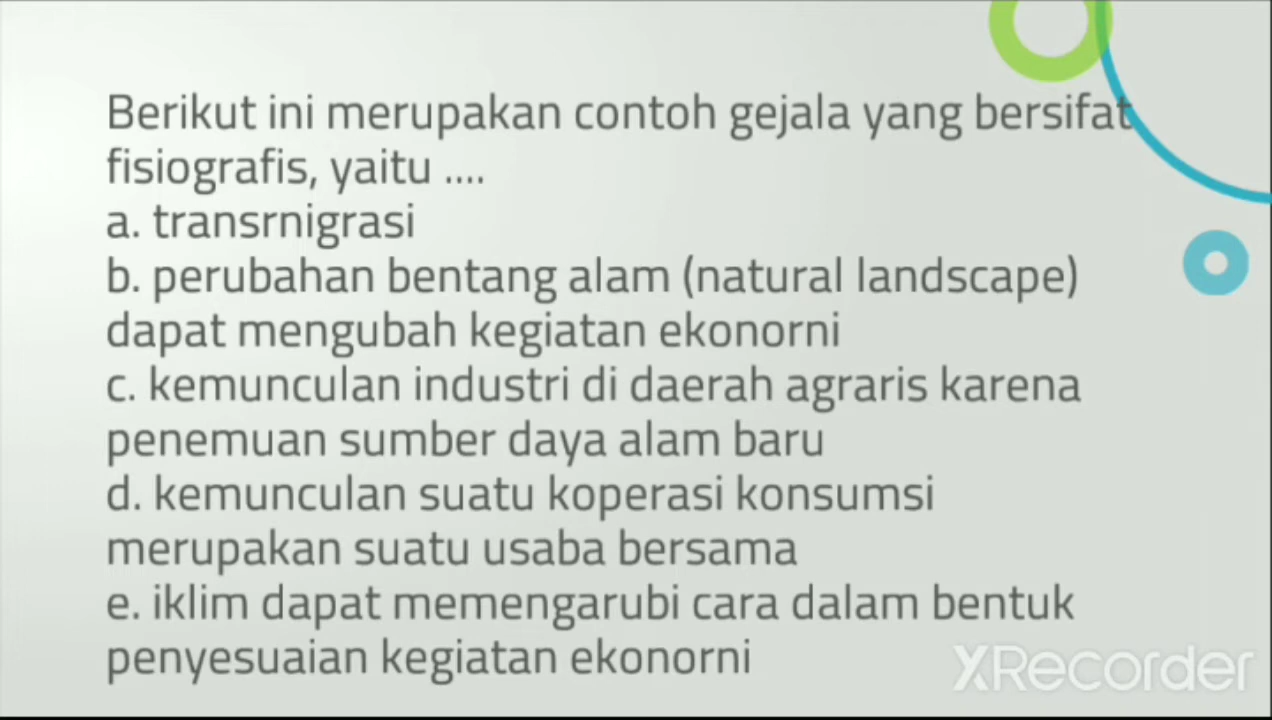 Berikut ini merupakan contoh gejala yang bersifat
fisiografis, yaitu ....
a. transrnigrasi
b. perubahan bentang alam (natural landscape)
dapat mengubah kegiatan ekonorni
c. kemunculan industri di daerah agraris karena
penemuan sumber daya alam baru
d. kemunculan suatu koperasi konsumsi
merupakan suatu usaba bersama
e. iklim dapat memengarubi cara dalam bentuk
penyesuaian kegiatan ekonorni
XRecorder